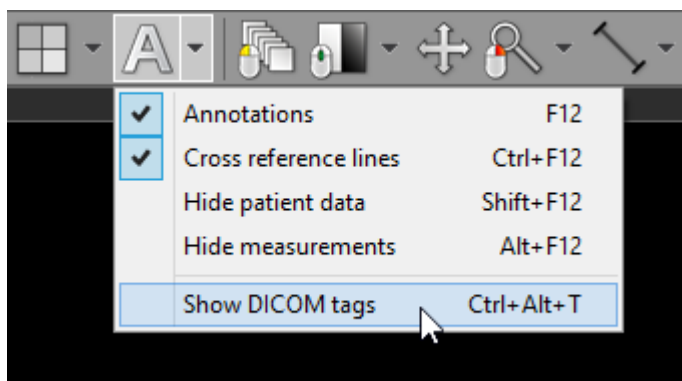 A
Annotations F12
Cross reference lines Ctrl+F12
Hide patient data Shift+F12
Hide measurements Alt+F12
Show DICOM tags Ctrl+Alt+T